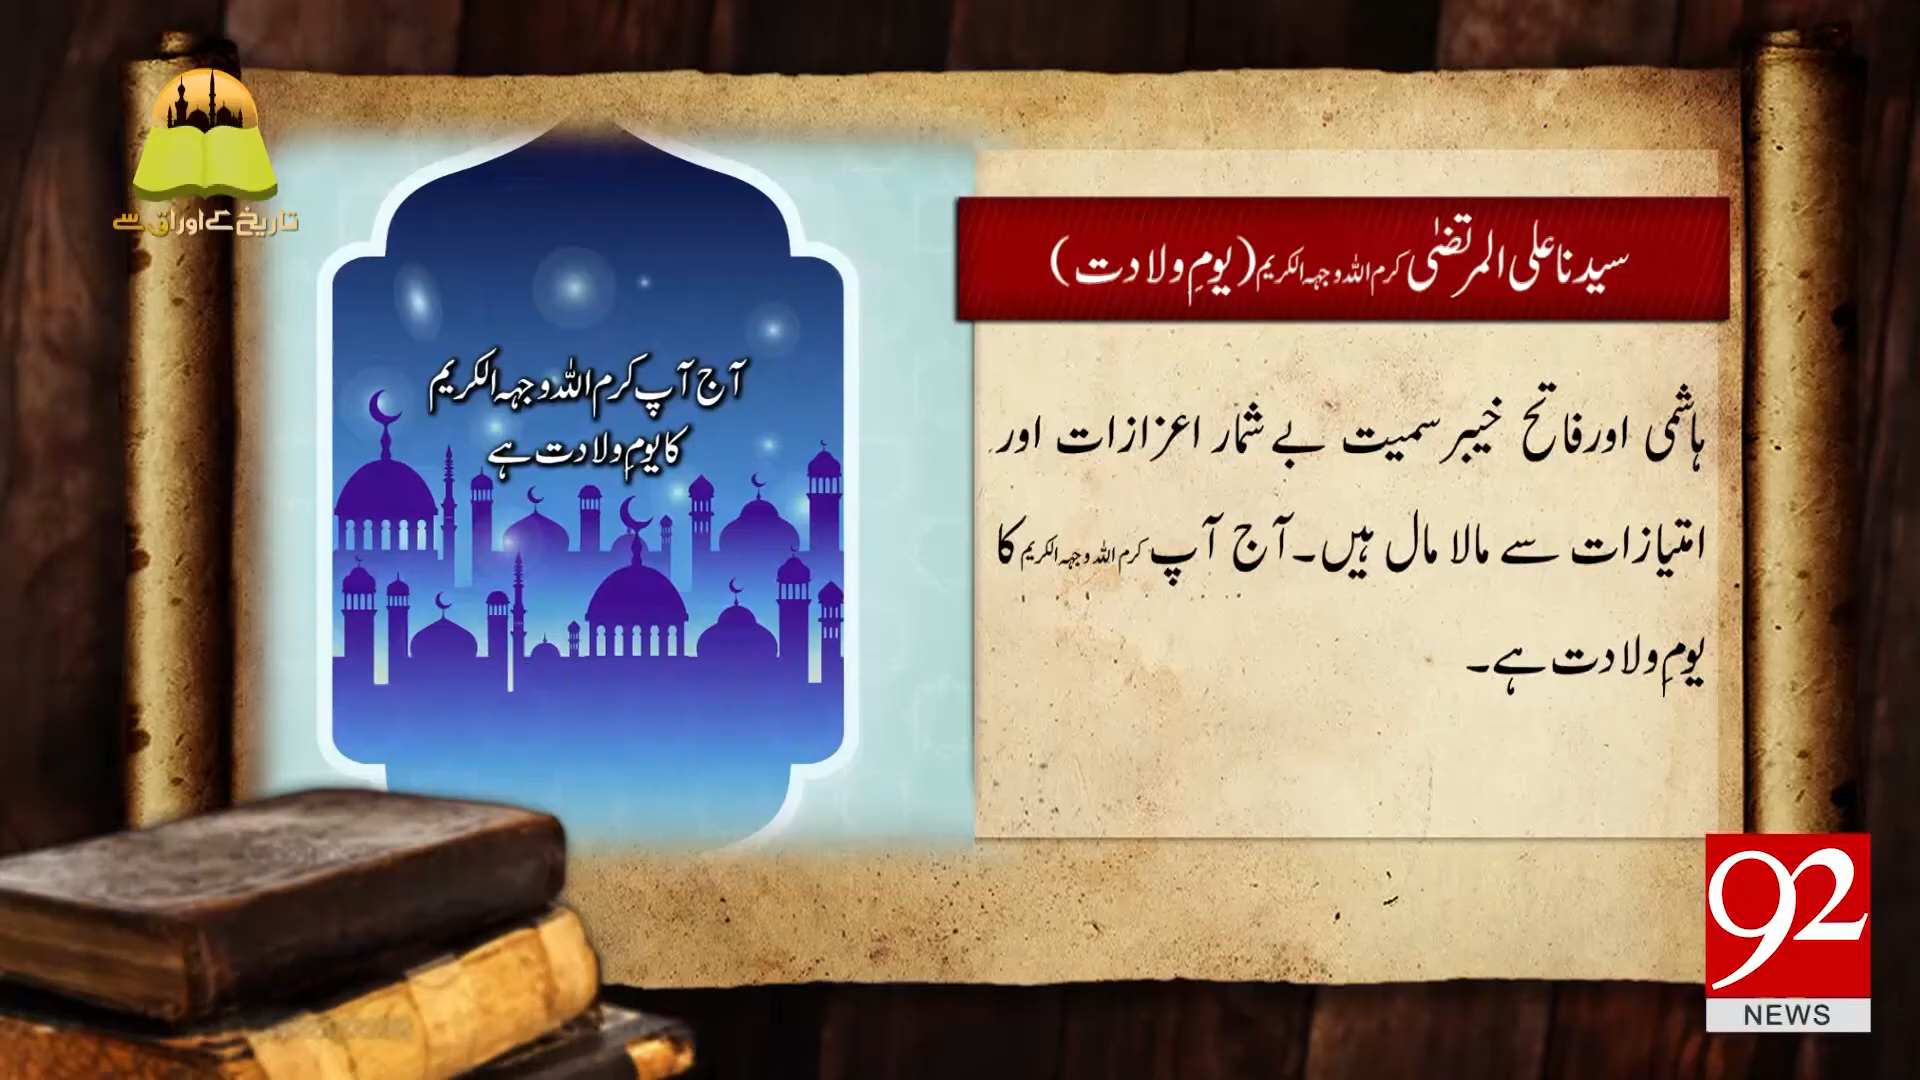 تاریخ کے اوراق سے
سیدنا علی المرتضیٰ کرم اللہ وجہہ الکریم (یومِ ولادت)
آج آپ کرم اللہ وجہہ الکریم
کا یومِ ولادت ہے
ہاشمی اور فاتح خیبر سمیت بے شمار اعزازات اور
امتیازات سے مالا مال ہیں۔ آج آپ کرم اللہ وجہہ الکریم کا
یومِ ولادت ہے۔
92
NEWS